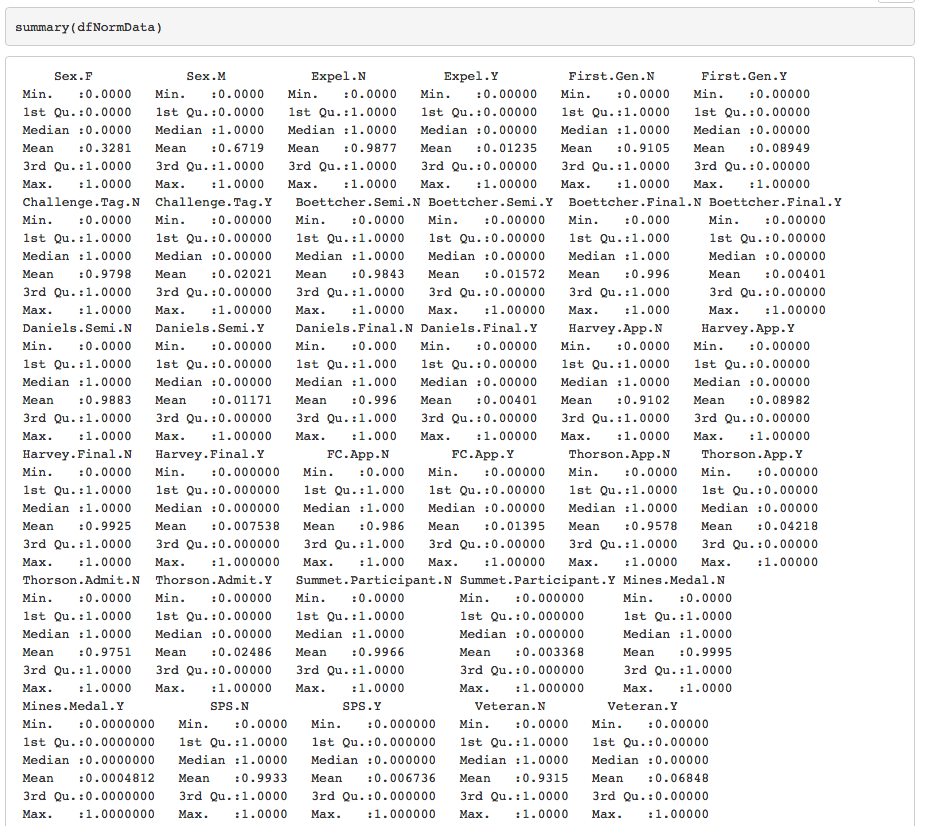 summary(dfNormData)
Sex.F Sex.M Expel.N Expel.Y First.Gen.N First.Gen.Y
Min. :0.0000 Min. :0.0000 Min. :0.0000 Min. :0.00000 Min. :0.0000 Min. :0.00000
1st Qu.:0.0000 1st Qu.:0.0000 1st Qu.:1.0000 1st Qu.:0.00000 1st Qu.:1.0000 1st Qu.:0.00000
Median :0.0000 Median :1.0000 Median :1.0000 Median :0.00000 Median :1.0000 Median :0.00000
Mean :0.3281 Mean :0.6719 Mean :0.9877 Mean :0.01235 Mean :0.9105 Mean :0.08949
3rd Qu.:1.0000 3rd Qu.:1.0000 3rd Qu.:1.0000 3rd Qu.:0.00000 3rd Qu.:1.0000 3rd Qu.:0.00000
Max. :1.0000 Max. :1.0000 Max. :1.0000 Max. :1.00000 Max. :1.0000 Max. :1.00000
Challenge.Tag.N Challenge.Tag.Y Boettcher.Semi.N Boettcher.Semi.Y Boettcher.Final.N Boettcher.Final.Y
Min. :0.0000 Min. :0.00000 Min. :0.0000 Min. :0.00000 Min. :0.000 Min. :0.00000
1st Qu.:1.0000 1st Qu.:0.00000 1st Qu.:1.0000 1st Qu.:0.00000 1st Qu.:1.000 1st Qu.:0.00000
Median :1.0000 Median :0.00000 Median :1.0000 Median :0.00000 Median :1.000 Median :0.00000
Mean :0.9798 Mean :0.02021 Mean :0.9843 Mean :0.01572 Mean :0.996 Mean :0.00401
3rd Qu.:1.0000 3rd Qu.:0.00000 3rd Qu.:1.0000 3rd Qu.:0.00000 3rd Qu.:1.000 3rd Qu.:0.00000
Max. :1.0000 Max. :1.00000 Max. :1.0000 Max. :1.00000 Max. :1.000 Max. :1.00000
Daniels.Semi.N Daniels.Semi.Y Daniels.Final.N Daniels.Final.Y Harvey.App.N Harvey.App.Y
Min. :0.0000 Min. :0.00000 Min. :0.000 Min. :0.00000 Min. :0.0000 Min. :0.00000
1st Qu.:1.0000 1st Qu.:0.00000 1st Qu.:1.000 1st Qu.:0.00000 1st Qu.:1.0000 1st Qu.:0.00000
Median :1.0000 Median :0.00000 Median :1.000 Median :0.00000 Median :1.0000 Median :0.00000
Mean :0.9883 Mean :0.01171 Mean :0.996 Mean :0.00401 Mean :0.9102 Mean :0.08982
3rd Qu.:1.0000 3rd Qu.:0.00000 3rd Qu.:1.000 3rd Qu.:0.00000 3rd Qu.:1.0000 3rd Qu.:0.00000
Max. :1.0000 Max. :1.00000 Max. :1.000 Max. :1.00000 Max. :1.0000 Max. :1.00000
Harvey.Final.N Harvey.Final.Y FC.App.N FC.App.Y Thorson.App.N Thorson.App.Y
Min. :0.0000 Min. :0.000000 Min. :0.000 Min. :0.00000 Min. :0.0000 Min. :0.00000
1st Qu.:1.0000 1st Qu.:0.000000 1st Qu.:1.000 1st Qu.:0.00000 1st Qu.:1.0000 1st Qu.:0.00000
Median :1.0000 Median :0.000000 Median :1.000 Median :0.00000 Median :1.0000 Median :0.00000
Mean :0.9925 Mean :0.007538 Mean :0.986 Mean :0.01395 Mean :0.9578 Mean :0.04218
3rd Qu.:1.0000 3rd Qu.:0.000000 3rd Qu.:1.000 3rd Qu.:0.00000 3rd Qu.:1.0000 3rd Qu.:0.00000
Max. :1.0000 Max. :1.000000 Max. :1.000 Max. :1.00000 Max. :1.0000 Max. :1.00000
Thorson.Admit.N Thorson.Admit.Y Summet.Participant.N Summet.Participant.Y Mines.Medal.N
Min. :0.0000 Min. :0.00000 Min. :0.0000 Min. :0.000000 Min. :0.0000
1st Qu.:1.0000 1st Qu.:0.00000 1st Qu.:1.0000 1st Qu.:0.000000 1st Qu.:1.0000
Median :1.0000 Median :0.00000 Median :1.0000 Median :0.000000 Median :1.0000
Mean :0.9751 Mean :0.02486 Mean :0.9966 Mean :0.003368 Mean :0.9995
3rd Qu.:1.0000 3rd Qu.:0.00000 3rd Qu.:1.0000 3rd Qu.:0.000000 3rd Qu.:1.0000
Max. :1.0000 Max. :1.00000 Max. :1.0000 Max. :1.000000 Max. :1.0000
Mines.Medal.Y SPS.N SPS.Y Veteran.N Veteran.Y
Min. :0.0000000 Min. :0.0000 Min. :0.000000 Min. :0.0000 Min. :0.00000
1st Qu.:0.0000000 1st Qu.:1.0000 1st Qu.:0.000000 1st Qu.:1.0000 1st Qu.:0.00000
Median :0.0000000 Median :1.0000 Median :0.000000 Median :1.0000 Median :0.00000
Mean :0.0004812 Mean :0.9933 Mean :0.006736 Mean :0.9315 Mean :0.06848
3rd Qu.:0.0000000 3rd Qu.:1.0000 3rd Qu.:0.000000 3rd Qu.:1.0000 3rd Qu.:0.00000
Max. :1.0000000 Max. :1.0000 Max. :1.000000 Max. :1.0000 Max. :1.00000